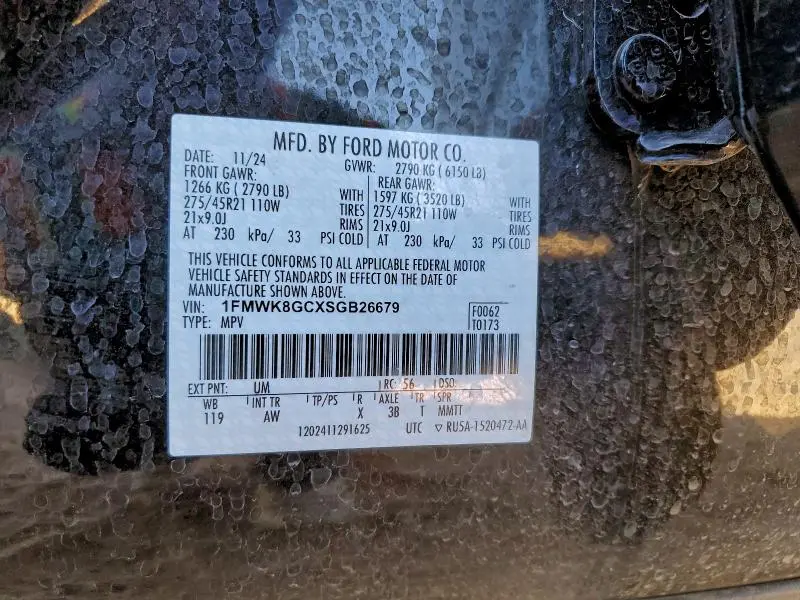 MFD. BY FORD MOTOR CO.
DATE: 11/24 GVWR: 2790 KG ( 6150 LB)
FRONT GAWR: REAR GAWR:
1266 KG ( 2790 LB) WITH 1597 KG ( 3520 LB) WITH
275/45R21 110W TIRES 275/45R21 110W TIRES
21x9.0J RIMS 21x9.0J RIMS
AT 230 kPa/ 33 PSI COLD AT 230 kPa/ 33 PSI COLD
THIS VEHICLE CONFORMS TO ALL APPLICABLE FEDERAL MOTOR
VEHICLE SAFETY STANDARDS IN EFFECT ON THE DATE OF
MANUFACTURE SHOWN ABOVE.
VIN: 1FMWK8GCXSGB26679 F0062
TYPE: MPV T0173
EXT PNT: UM RC: 56 DSO:
WB INT TR TP/PS R AXLE TR SPR
119 AW X 3B T MMTT
1202411291625 UTC ▽ RU5A-1520472-AA